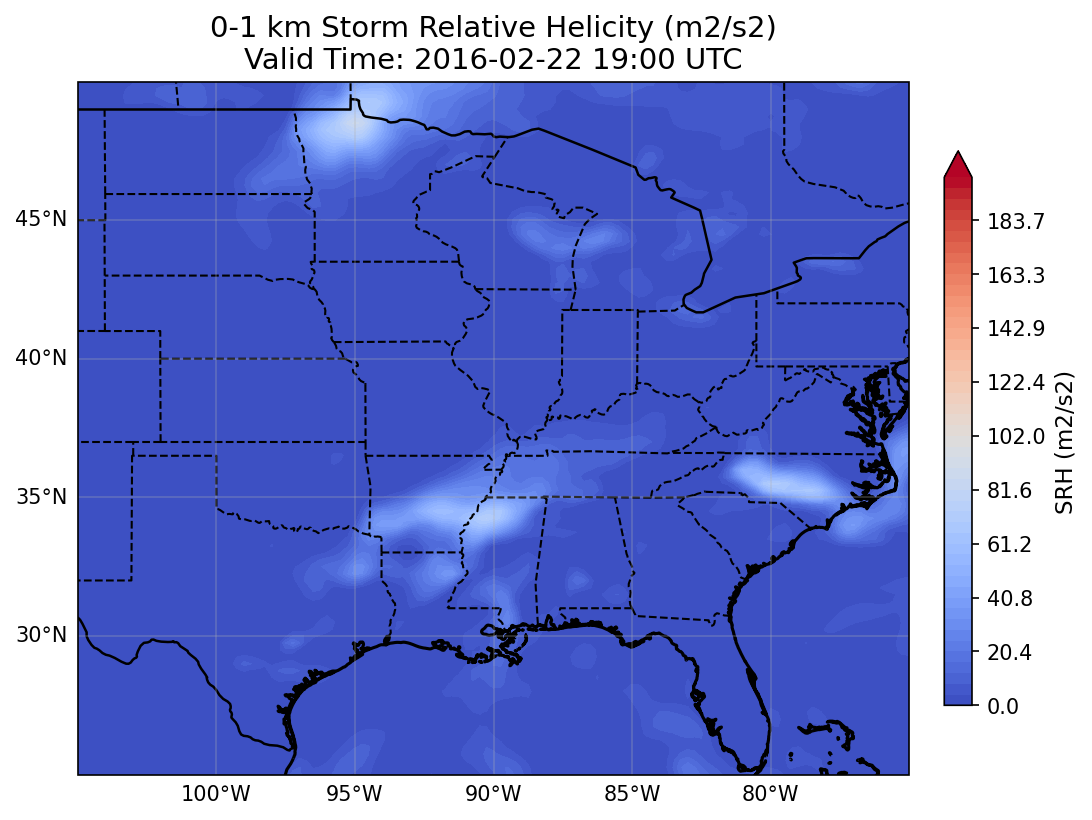 0-1 km Storm Relative Helicity (m2/s2)
Valid Time: 2016-02-22 19:00 UTC
45°N
40°N
35°N
30°N
100°W
95°W
90°W
85°W
80°W
183.7
163.3
142.9
122.4
102.0
81.6
61.2
40.8
20.4
0.0
SRH (m2/s2)